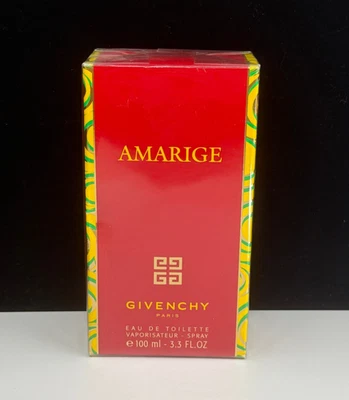 AMARIGE
GIVENCHY
PARIS
EAU DE TOILETTE
VAPORISATEUR - SPRAY
℮ 100 ml - 3.3 FL.OZ